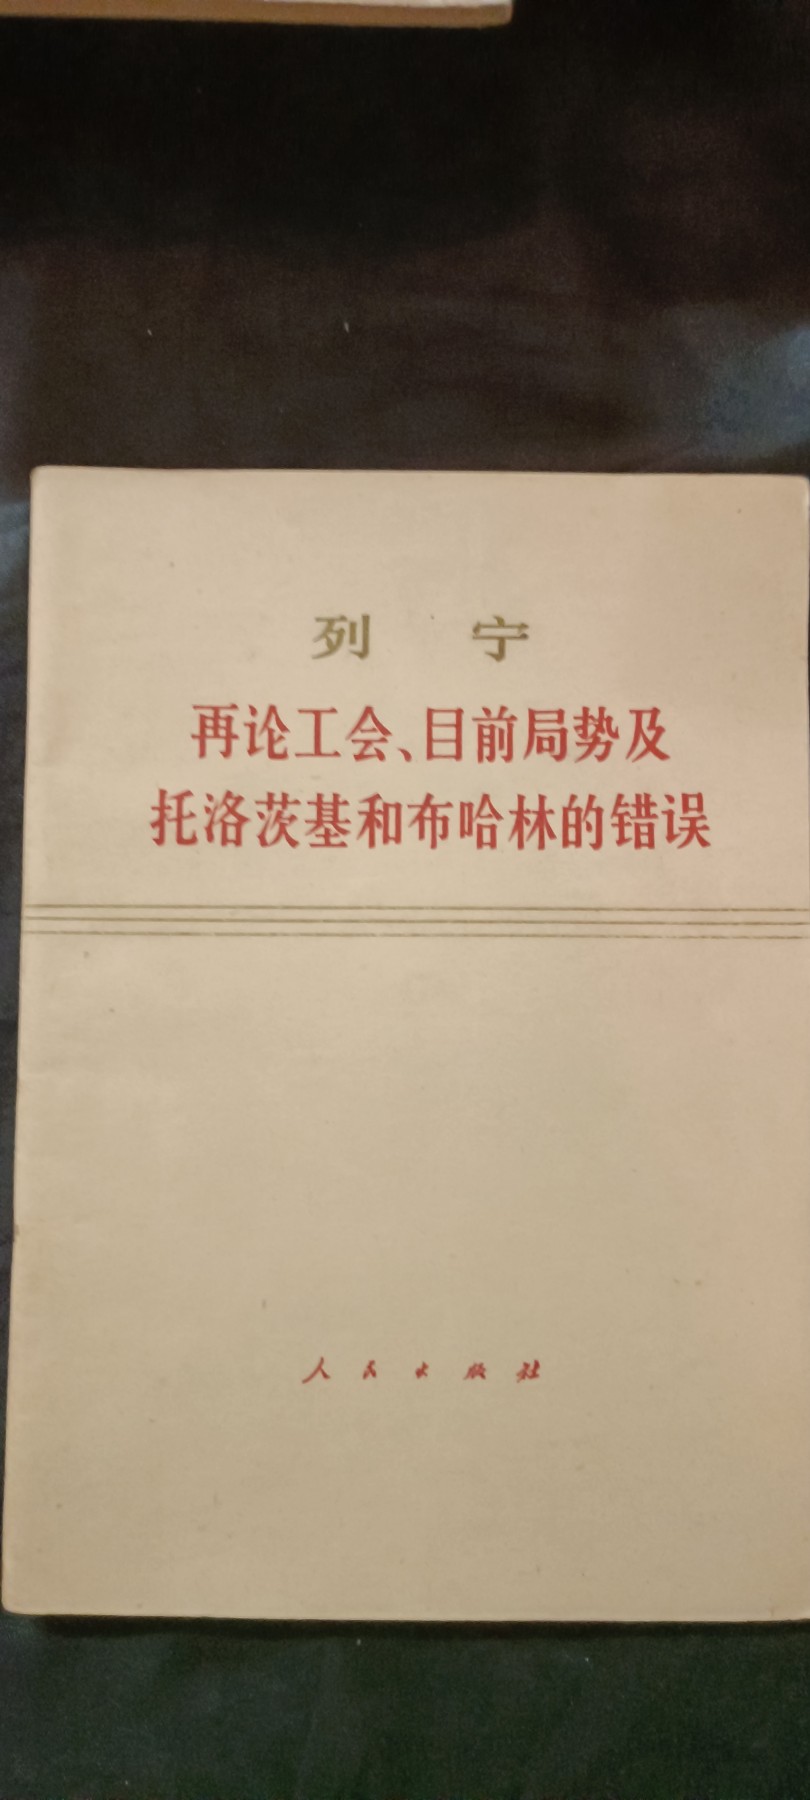 列宁
再论工会、目前局势及
托洛茨基和布哈林的错误
人民出版社